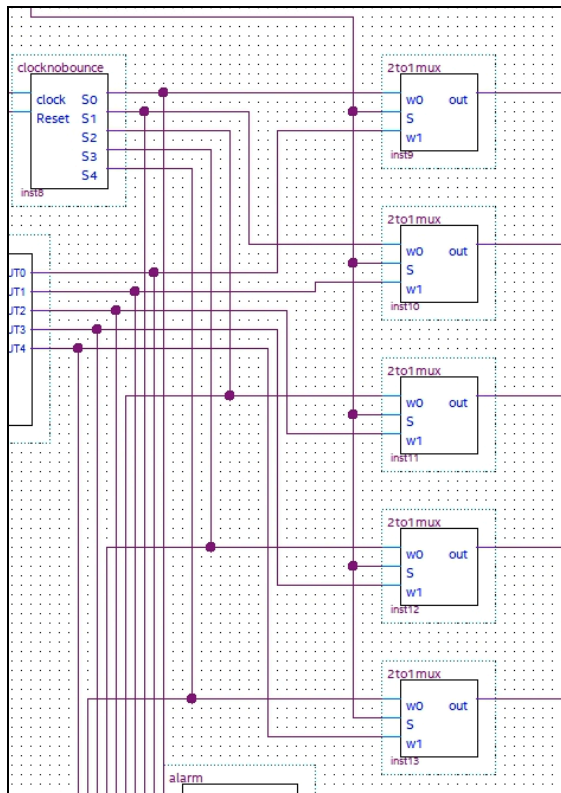 clocknobounce
clock S0
Reset S1
S2
S3
S4
inst8
UT0
UT1
UT2
UT3
UT4
2to1mux
w0 out
S
w1
inst9
2to1mux
w0 out
S
w1
inst10
2to1mux
w0 out
S
w1
inst11
2to1mux
w0 out
S
w1
inst12
2to1mux
w0 out
S
w1
inst13
alarm